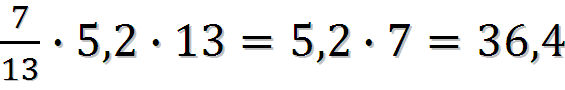 7/13 · 5,2 · 13 = 5,2 · 7 = 36,4